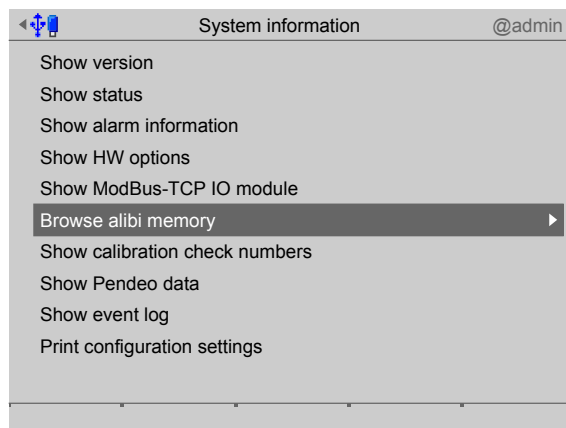 System information @admin
Show version
Show status
Show alarm information
Show HW options
Show ModBus-TCP IO module
Browse alibi memory
Show calibration check numbers
Show Pendeo data
Show event log
Print configuration settings